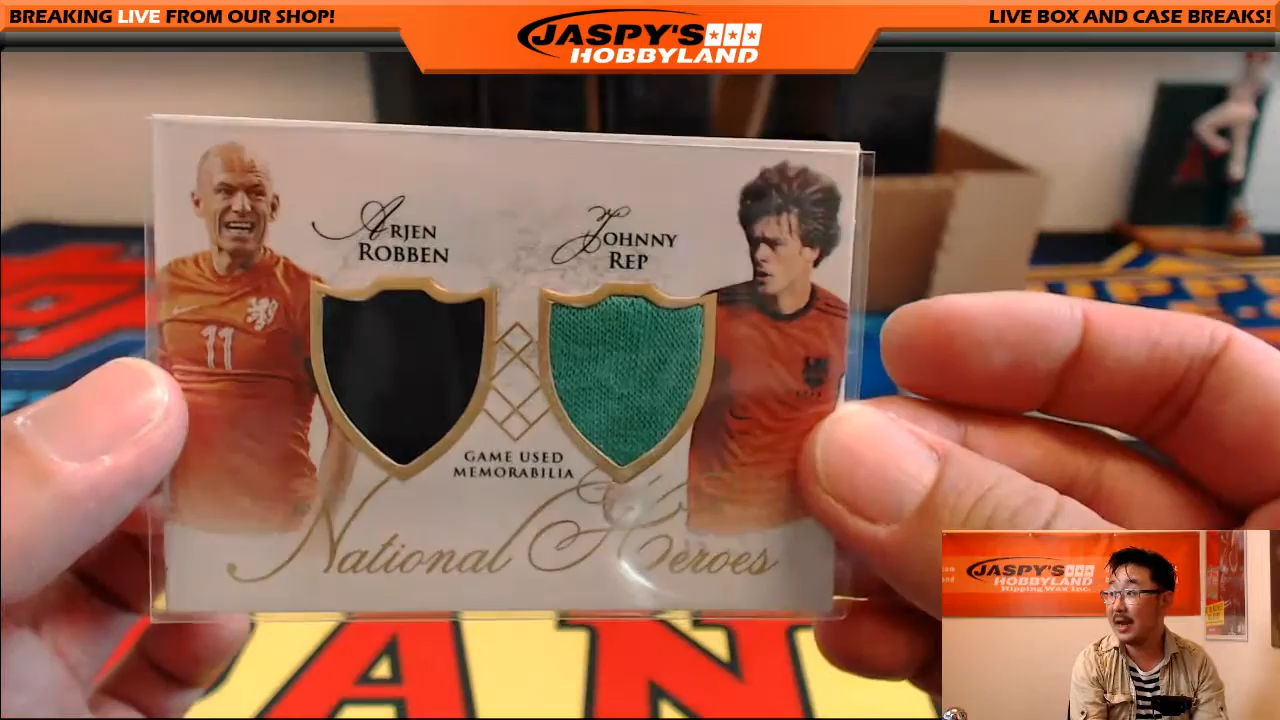 BREAKING LIVE FROM OUR SHOP!
JASPY'S
HOBBYLAND
LIVE BOX AND CASE BREAKS!
ARJEN
ROBBEN
JOHNNY
REP
11
GAME USED
MEMORABILIA
National Heroes
JASPY'S
HOBBYLAND
Ripping Wax Inc.